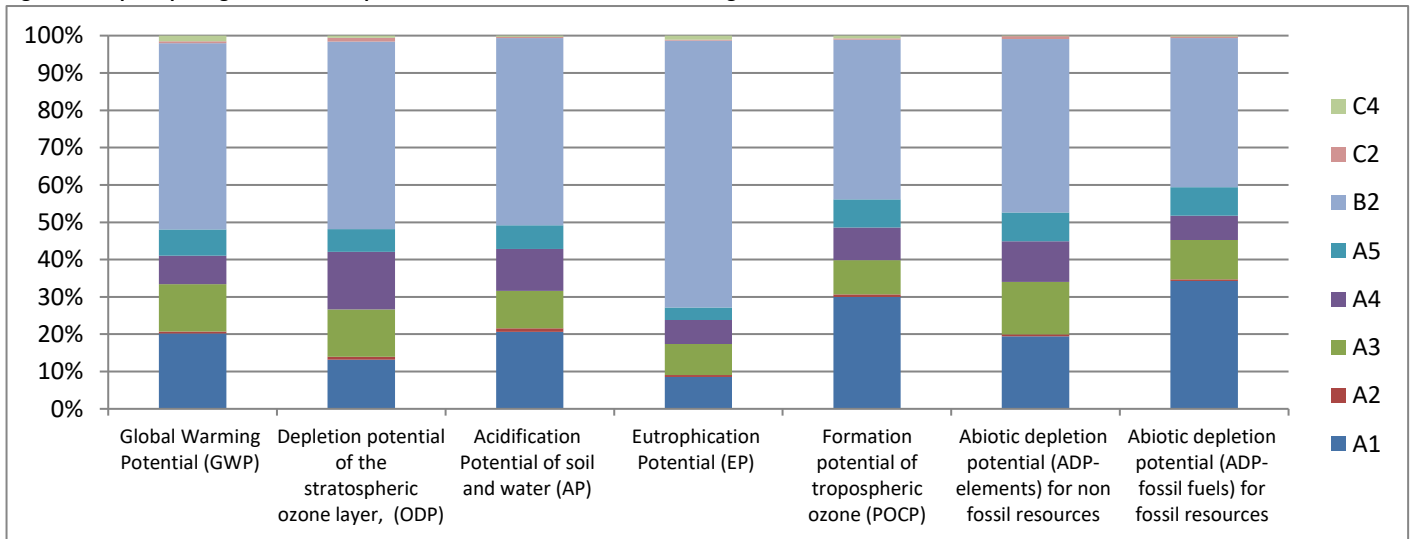 100%
90%
80%
70%
60%
50%
40%
30%
20%
10%
0%
Global Warming
Potential (GWP)
Depletion potential
of the
stratospheric
ozone layer, (ODP)
Acidification
Potential of soil
and water (AP)
Eutrophication
Potential (EP)
Formation
potential of
tropospheric
ozone (POCP)
Abiotic depletion
potential (ADP-
elements) for non
fossil resources
Abiotic depletion
potential (ADP-
fossil fuels) for
fossil resources
C4
C2
B2
A5
A4
A3
A2
A1